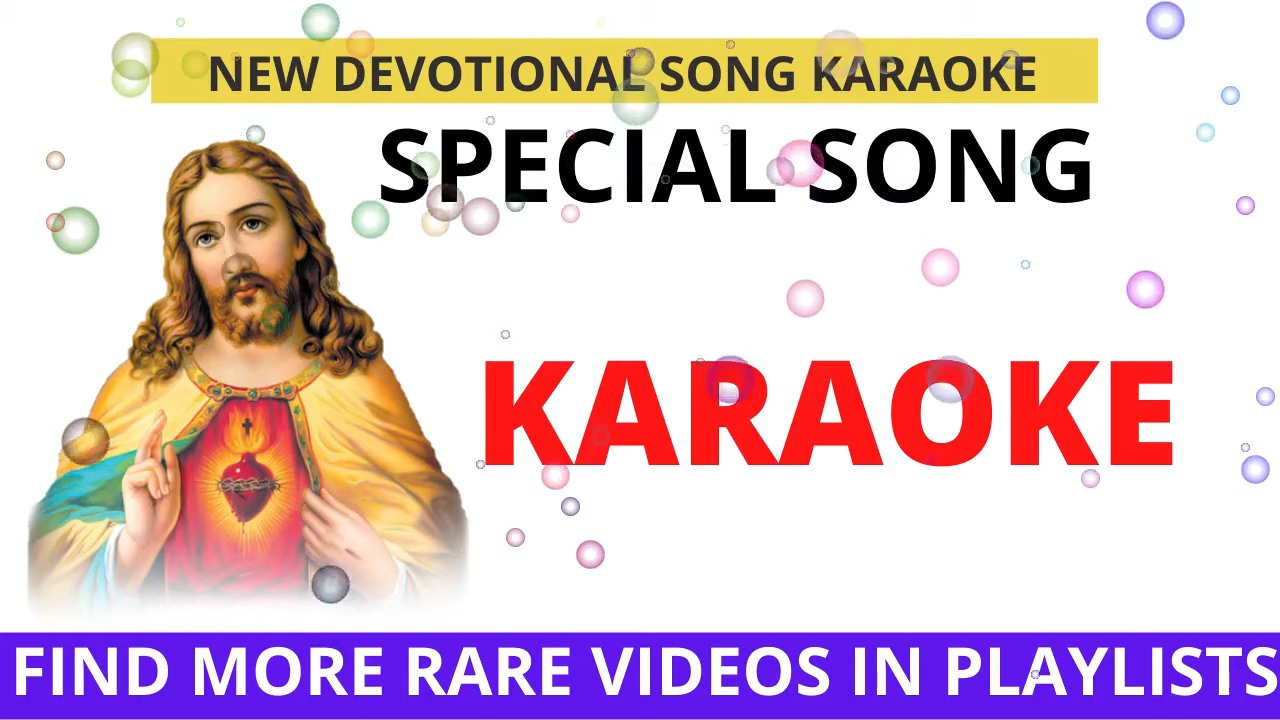 NEW DEVOTIONAL SONG KARAOKE
SPECIAL SONG
KARAOKE
FIND MORE RARE VIDEOS IN PLAYLISTS